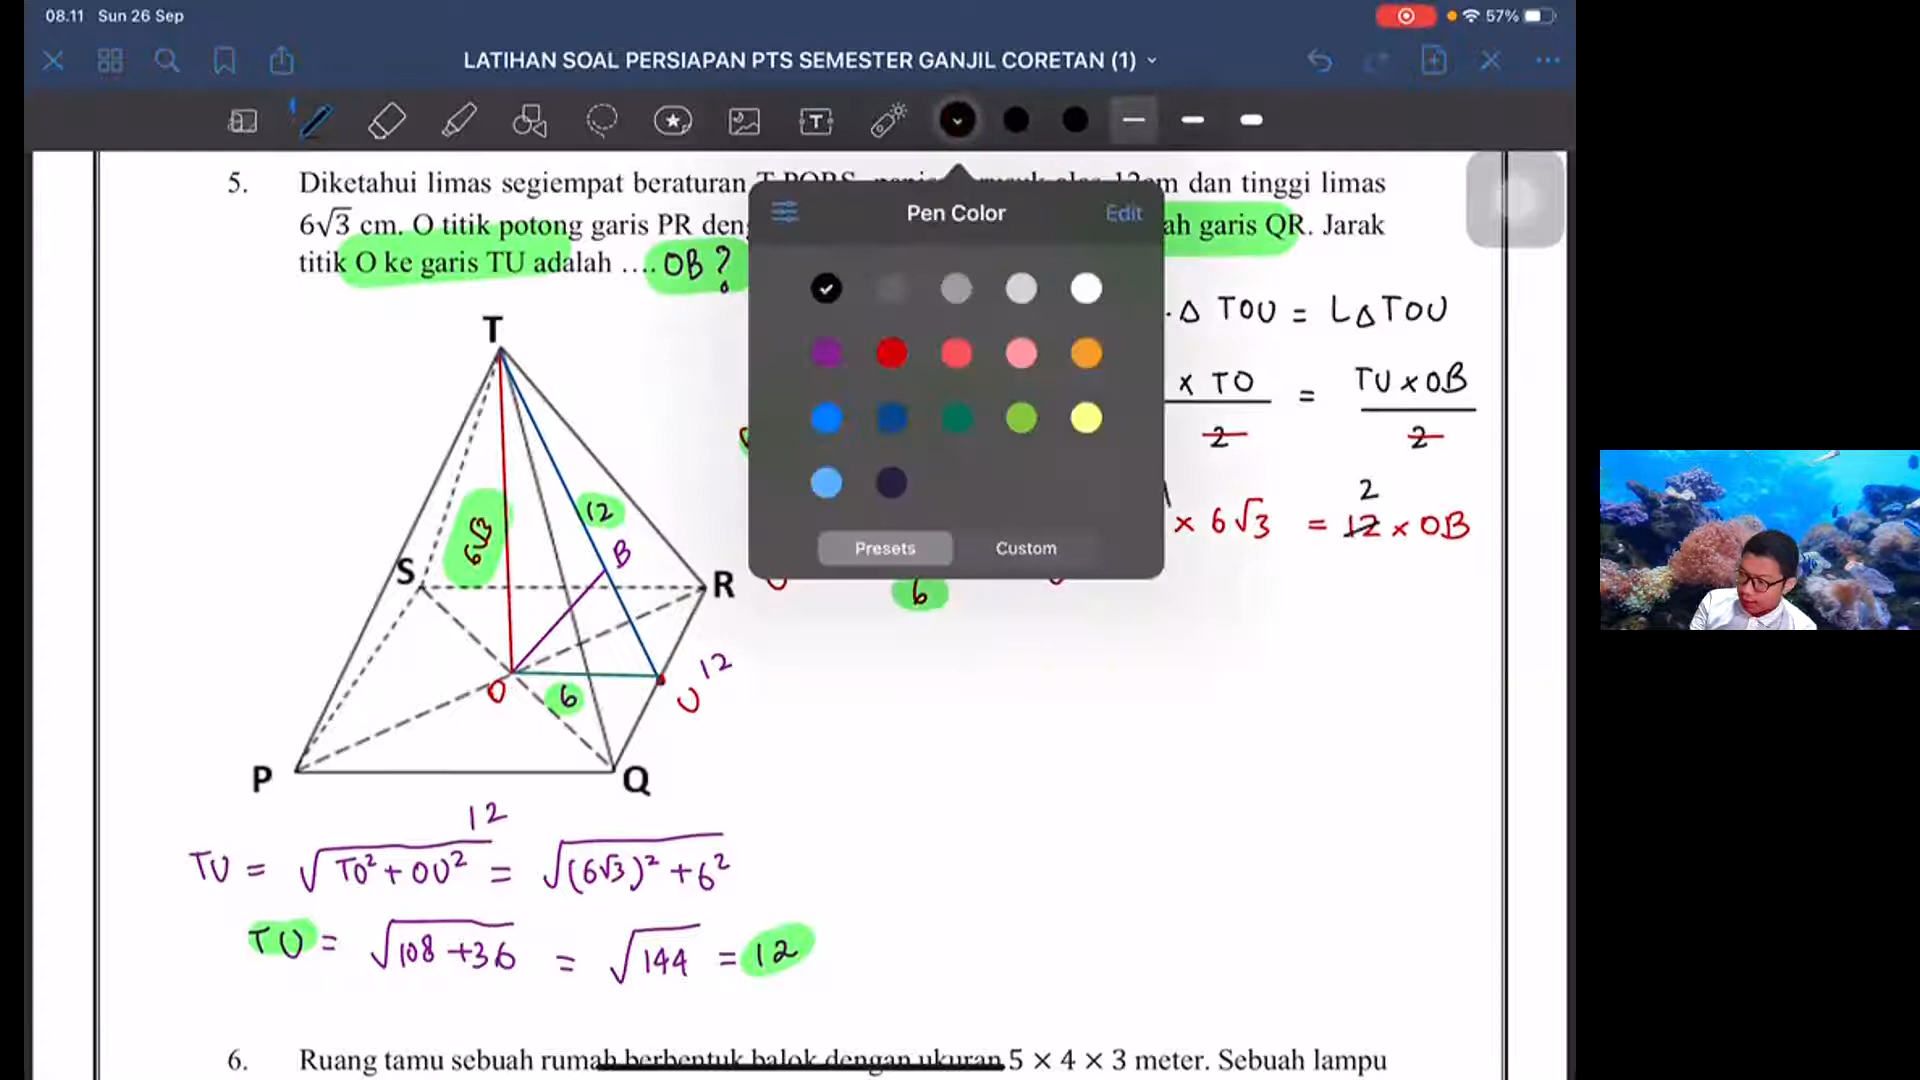 08.11 Sun 26 Sep
57%
LATIHAN SOAL PERSIAPAN PTS SEMESTER GANJIL CORETAN (1)
5. Diketahui limas segiempat beraturan 12cm dan tinggi limas
6√3 cm. O titik potong garis PR ah garis QR. Jarak
titik O ke garis TU adalah .... OB?
Pen Color
Edit
Presets
Custom
Δ TOU = LΔTOU
x TO = TU x OB
2 2
2
x 6√3 = 12 x OB
6
T
6√3
12
B
S
R
O
6
U
12
P
Q
12
TU = √TO² + OU² = √(6√3)² + 6²
TU = √108 + 36 = √144 = 12
6. Ruang tamu sebuah rumah berbentuk balok dengan ukuran 5 × 4 × 3 meter. Sebuah lampu